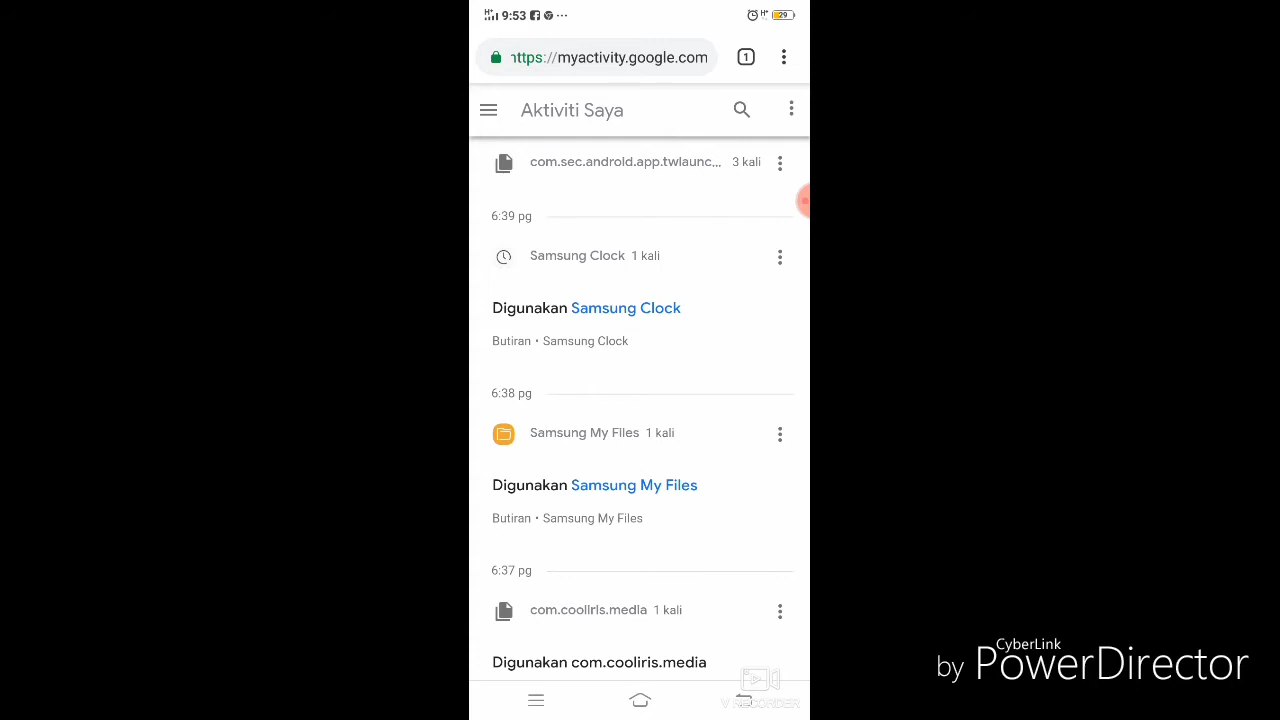 H+ 9:53 ... H+ 29
https://myactivity.google.com 1
Aktiviti Saya
com.sec.android.app.twlaunc... 3 kali
6:39 pg
Samsung Clock 1 kali
Digunakan Samsung Clock
Butiran • Samsung Clock
6:38 pg
Samsung My Files 1 kali
Digunakan Samsung My Files
Butiran • Samsung My Files
6:37 pg
com.cooliris.media 1 kali
Digunakan com.cooliris.media
V RECORDER
CyberLink
by PowerDirector